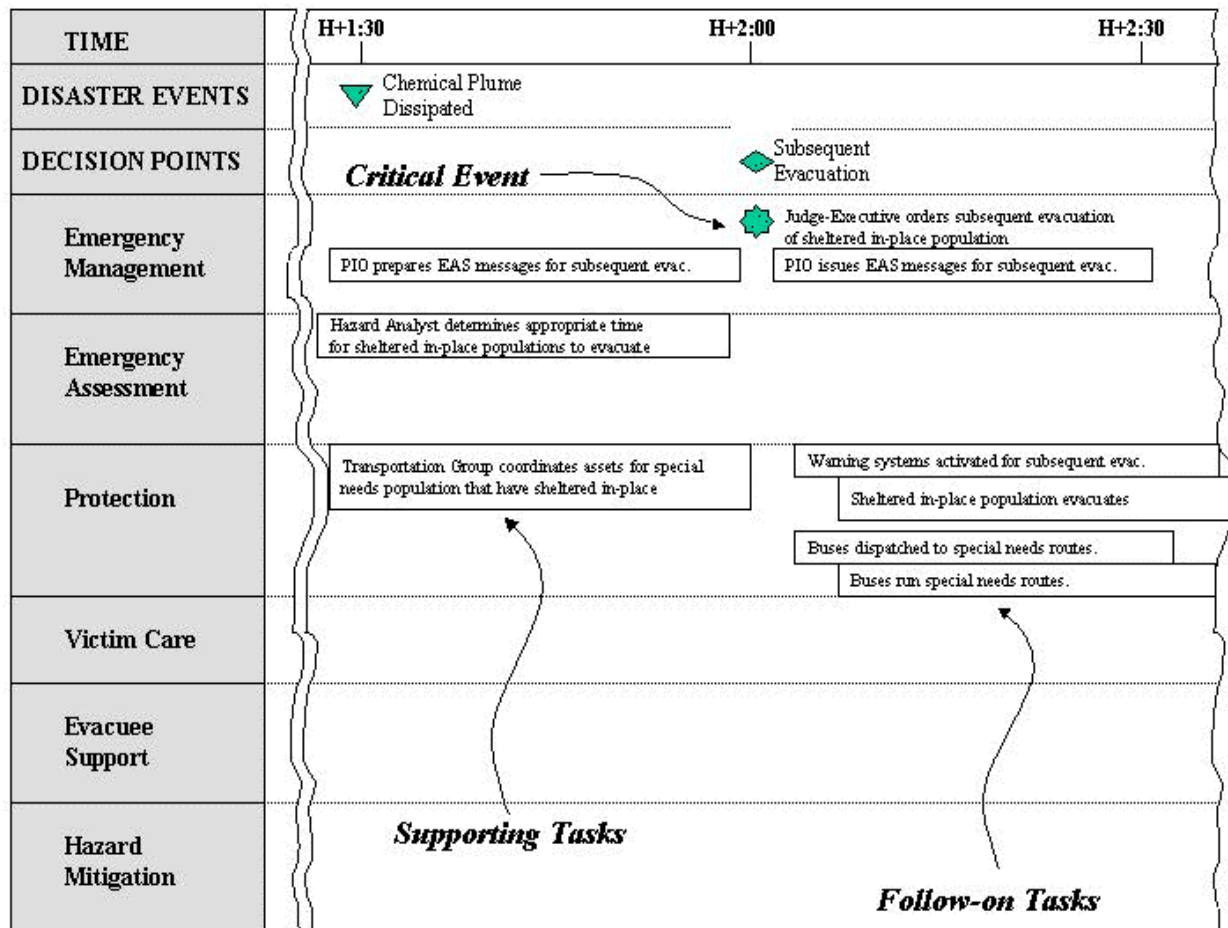 TIME
H+1:30
H+2:00
H+2:30
DISASTER EVENTS
Chemical Plume
Dissipated
DECISION POINTS
Subsequent
Evacuation
Critical Event
Emergency
Management
Judge-Executive orders subsequent evacuation
of sheltered in-place population
PIO prepares EAS messages for subsequent evac.
PIO issues EAS messages for subsequent evac.
Emergency
Assessment
Hazard Analyst determines appropriate time
for sheltered in-place populations to evacuate
Protection
Transportation Group coordinates assets for special
needs population that have sheltered in-place
Warning systems activated for subsequent evac.
Sheltered in-place population evacuates
Buses dispatched to special needs routes.
Buses run special needs routes.
Victim Care
Evacuee
Support
Supporting Tasks
Hazard
Mitigation
Follow-on Tasks